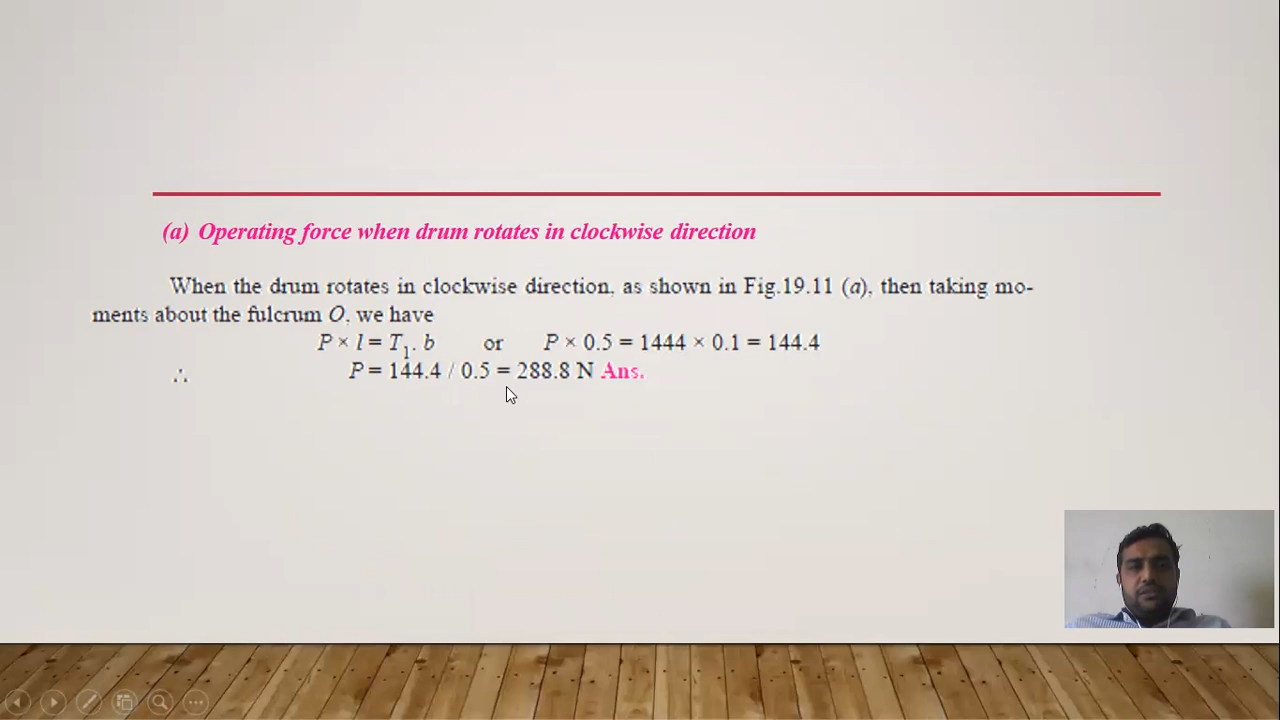 (a) Operating force when drum rotates in clockwise direction
When the drum rotates in clockwise direction, as shown in Fig.19.11 (a), then taking mo-
ments about the fulcrum O, we have
P × l = T₁. b or P × 0.5 = 1444 × 0.1 = 144.4
∴ P = 144.4 / 0.5 = 288.8 N Ans.